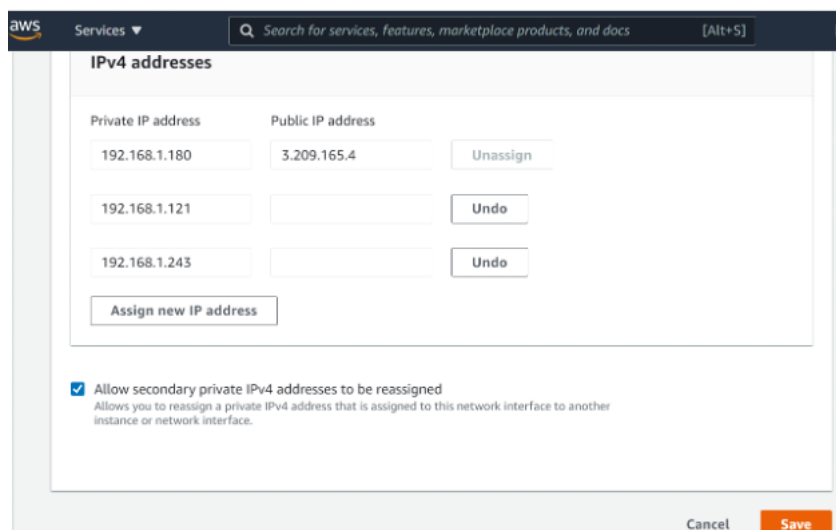 aws
Services ▼
Search for services, features, marketplace products, and docs [Alt+S]
IPv4 addresses
Private IP address Public IP address
192.168.1.180 3.209.165.4 Unassign
192.168.1.121 Undo
192.168.1.243 Undo
Assign new IP address
Allow secondary private IPv4 addresses to be reassigned
Allows you to reassign a private IPv4 address that is assigned to this network interface to another
instance or network interface.
Cancel Save